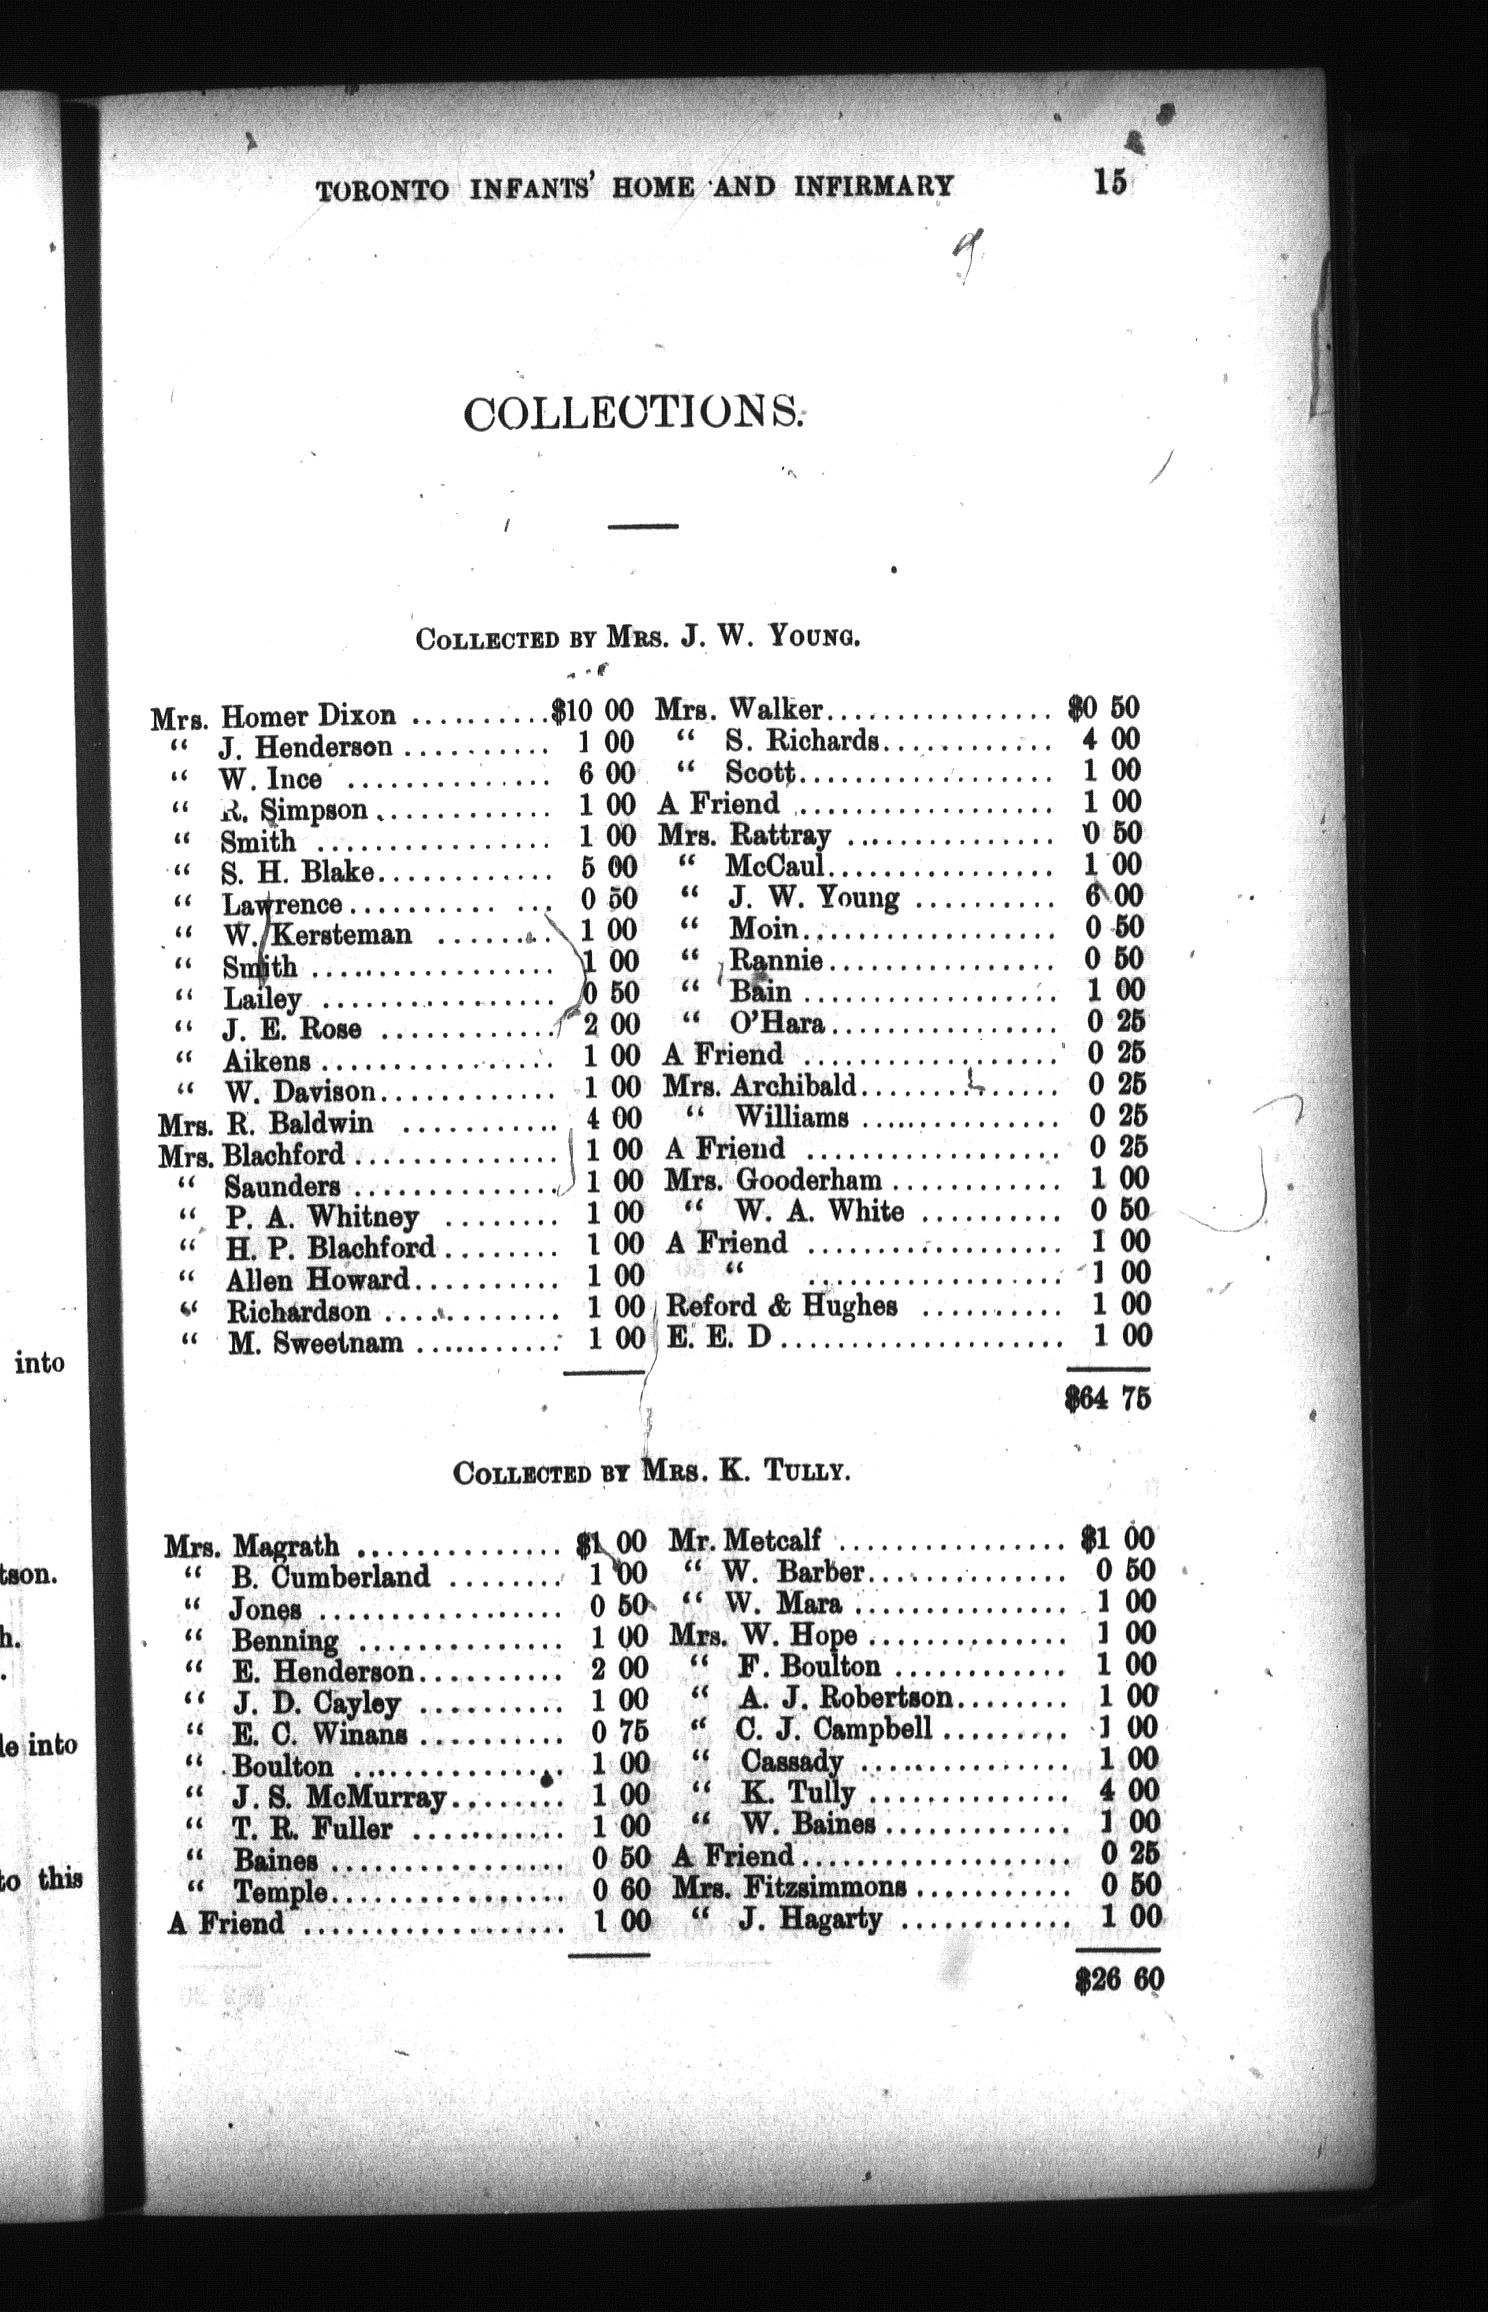 TORONTO INFANTS' HOME AND INFIRMARY 15
COLLECTIONS.
COLLECTED BY MRS. J. W. YOUNG.
Mrs. Homer Dixon ..........$10 00
“ J. Henderson .......... 1 00
“ W. Ince .............. 6 00
“ R. Simpson............ 1 00
“ Smith ................ 1 00
“ S. H. Blake............ 5 00
“ Lawrence.......... ... 0 50
“ W. Kersteman ........ 1 00
“ Smith ................. 1 00
“ Lailey ................ 0 50
“ J. E. Rose ............ 2 00
“ Aikens ................ 1 00
“ W. Davison............ 1 00
Mrs. R. Baldwin ........... 4 00
Mrs. Blachford .............. 1 00
“ Saunders .............. 1 00
“ P. A. Whitney ........ 1 00
“ H. P. Blachford ........ 1 00
“ Allen Howard.......... 1 00
“ Richardson ............ 1 00
“ M. Sweetnam .......... 1 00
Mrs. Walker................ $0 50
“ S. Richards............ 4 00
“ Scott.................. 1 00
A Friend .................. 1 00
Mrs. Rattray .............. 0 50
“ McCaul................ 1 00
“ J. W. Young .......... 6 00
“ Moin.................. 0 50
“ Rannie................ 0 50
“ Bain .................. 1 00
“ O'Hara................ 0 25
A Friend .................. 0 25
Mrs. Archibald.............. 0 25
“ Williams .............. 0 25
A Friend .................. 0 25
Mrs. Gooderham ............ 1 00
“ W. A. White .......... 0 50
A Friend .................. 1 00
“ .................. 1 00
Reford & Hughes .......... 1 00
E. E. D.................... 1 00
$64 75
COLLECTED BY MRS. K. TULLY.
Mrs. Magrath .............. $1 00
“ B. Cumberland ........ 1 00
“ Jones ................. 0 50
“ Benning .............. 1 00
“ E. Henderson.......... 2 00
“ J. D. Cayley .......... 1 00
“ E. C. Winans .......... 0 75
“ Boulton .............. 1 00
“ J. S. McMurray........ 1 00
“ T. R. Fuller ........... 1 00
“ Baines ................ 0 50
“ Temple................ 0 60
A Friend .................. 1 00
Mr. Metcalf ................ $1 00
“ W. Barber.............. 0 50
“ W. Mara .............. 1 00
Mrs. W. Hope .............. 1 00
“ F. Boulton ............ 1 00
“ A. J. Robertson........ 1 00
“ C. J. Campbell ......... 1 00
“ Cassady .............. 1 00
“ K. Tully .............. 4 00
“ W. Baines ............. 1 00
A Friend................... 0 25
Mrs. Fitzsimmons ........... 0 50
“ J. Hagarty ............ 1 00
$26 60
into
tson.
h.
le into
to this